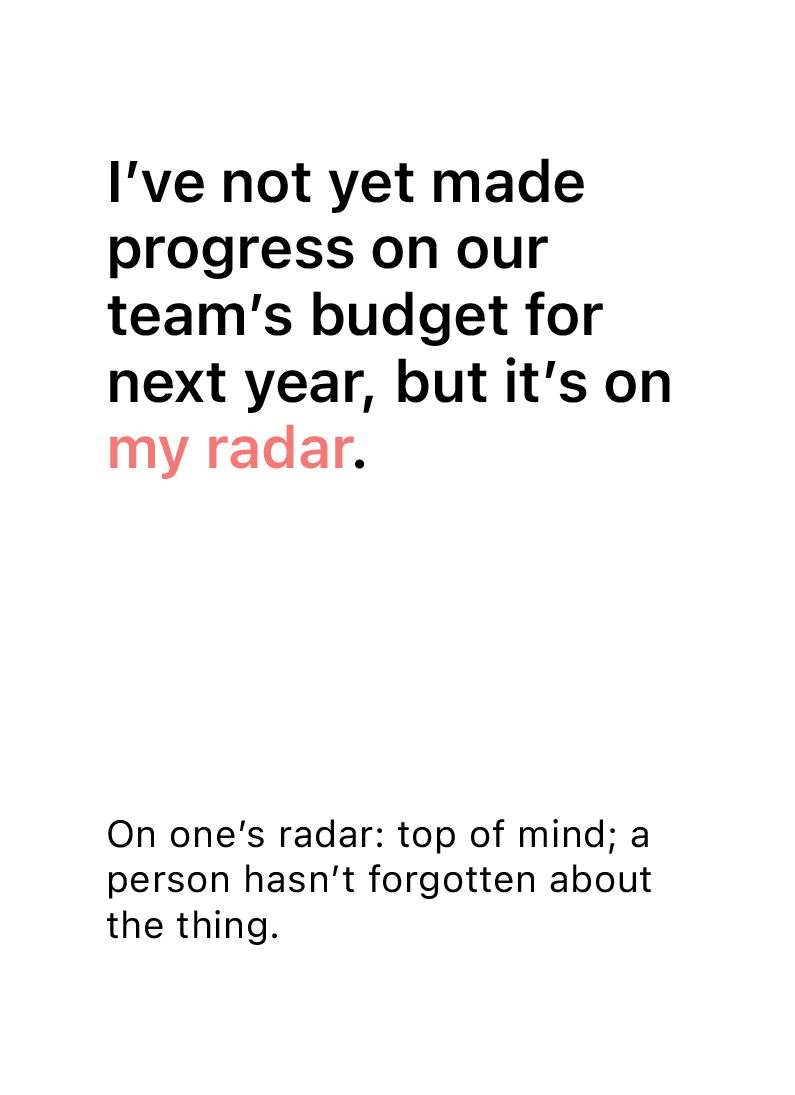 I’ve not yet made
progress on our
team’s budget for
next year, but it’s on
my radar.
On one’s radar: top of mind; a
person hasn’t forgotten about
the thing.